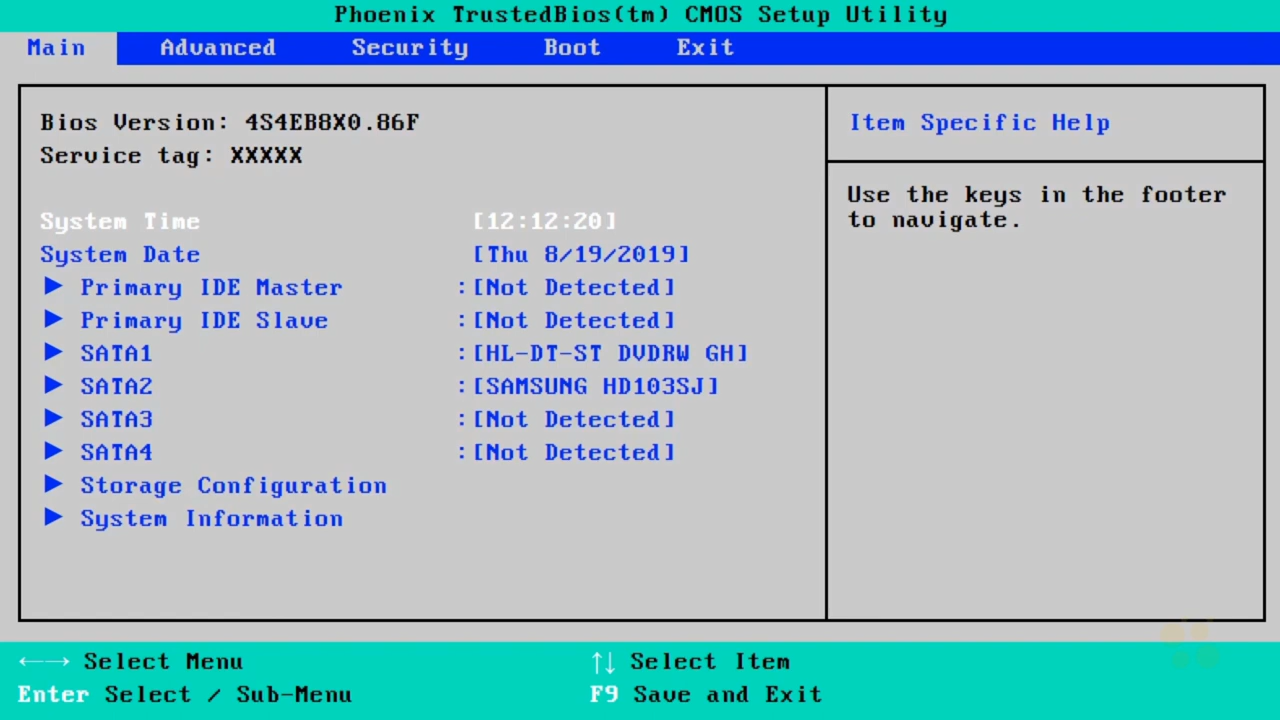 Phoenix TrustedBios(tm) CMOS Setup Utility
Main Advanced Security Boot Exit
Bios Version: 4S4EB8X0.86F
Service tag: XXXXX
System Time [12:12:20]
System Date [Thu 8/19/2019]
▶ Primary IDE Master :[Not Detected]
▶ Primary IDE Slave :[Not Detected]
▶ SATA1 :[HL-DT-ST DVDRW GH]
▶ SATA2 :[SAMSUNG HD103SJ]
▶ SATA3 :[Not Detected]
▶ SATA4 :[Not Detected]
▶ Storage Configuration
▶ System Information
Item Specific Help
Use the keys in the footer
to navigate.
←→ Select Menu ↑↓ Select Item
Enter Select / Sub-Menu F9 Save and Exit